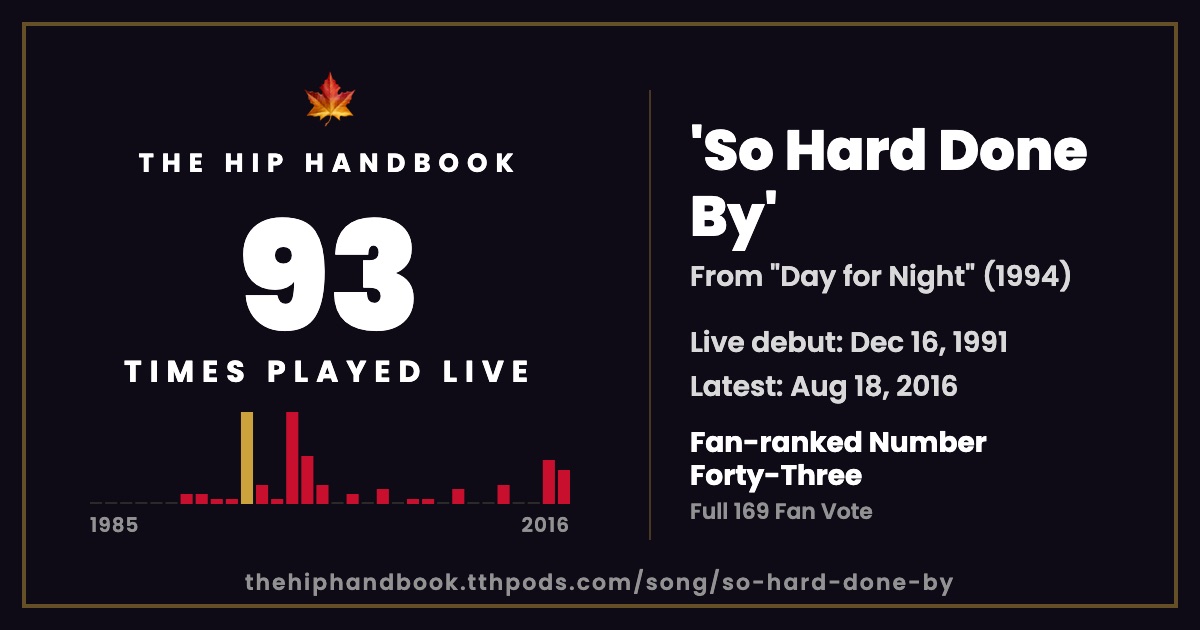 THE HIP HANDBOOK
93
TIMES PLAYED LIVE
1985
2016
'So Hard Done
By'
From "Day for Night" (1994)
Live debut: Dec 16, 1991
Latest: Aug 18, 2016
Fan-ranked Number
Forty-Three
Full 169 Fan Vote
thehiphandbook.tthpods.com/song/so-hard-done-by